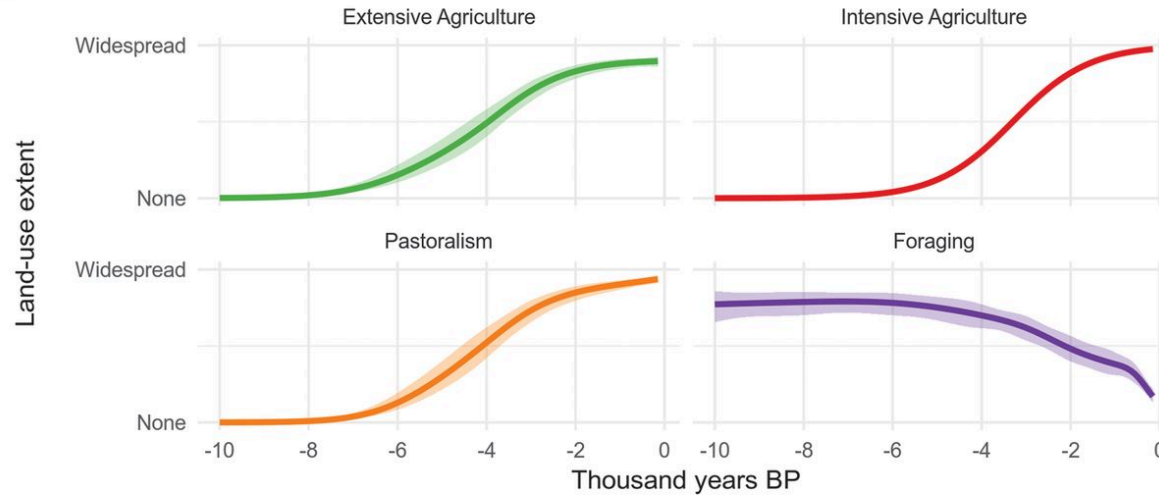 Extensive Agriculture
Intensive Agriculture
Widespread
None
Pastoralism
Foraging
Widespread
None
Land-use extent
-10 -8 -6 -4 -2 0
-10 -8 -6 -4 -2 0
Thousand years BP